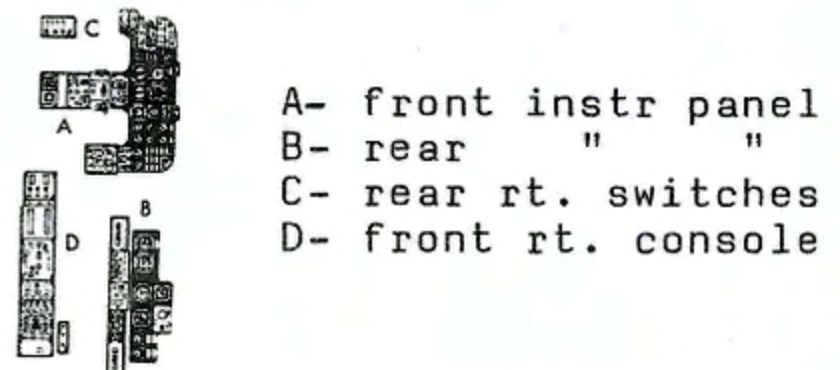 C
A
D
B
A- front instr panel
B- rear " "
C- rear rt. switches
D- front rt. console